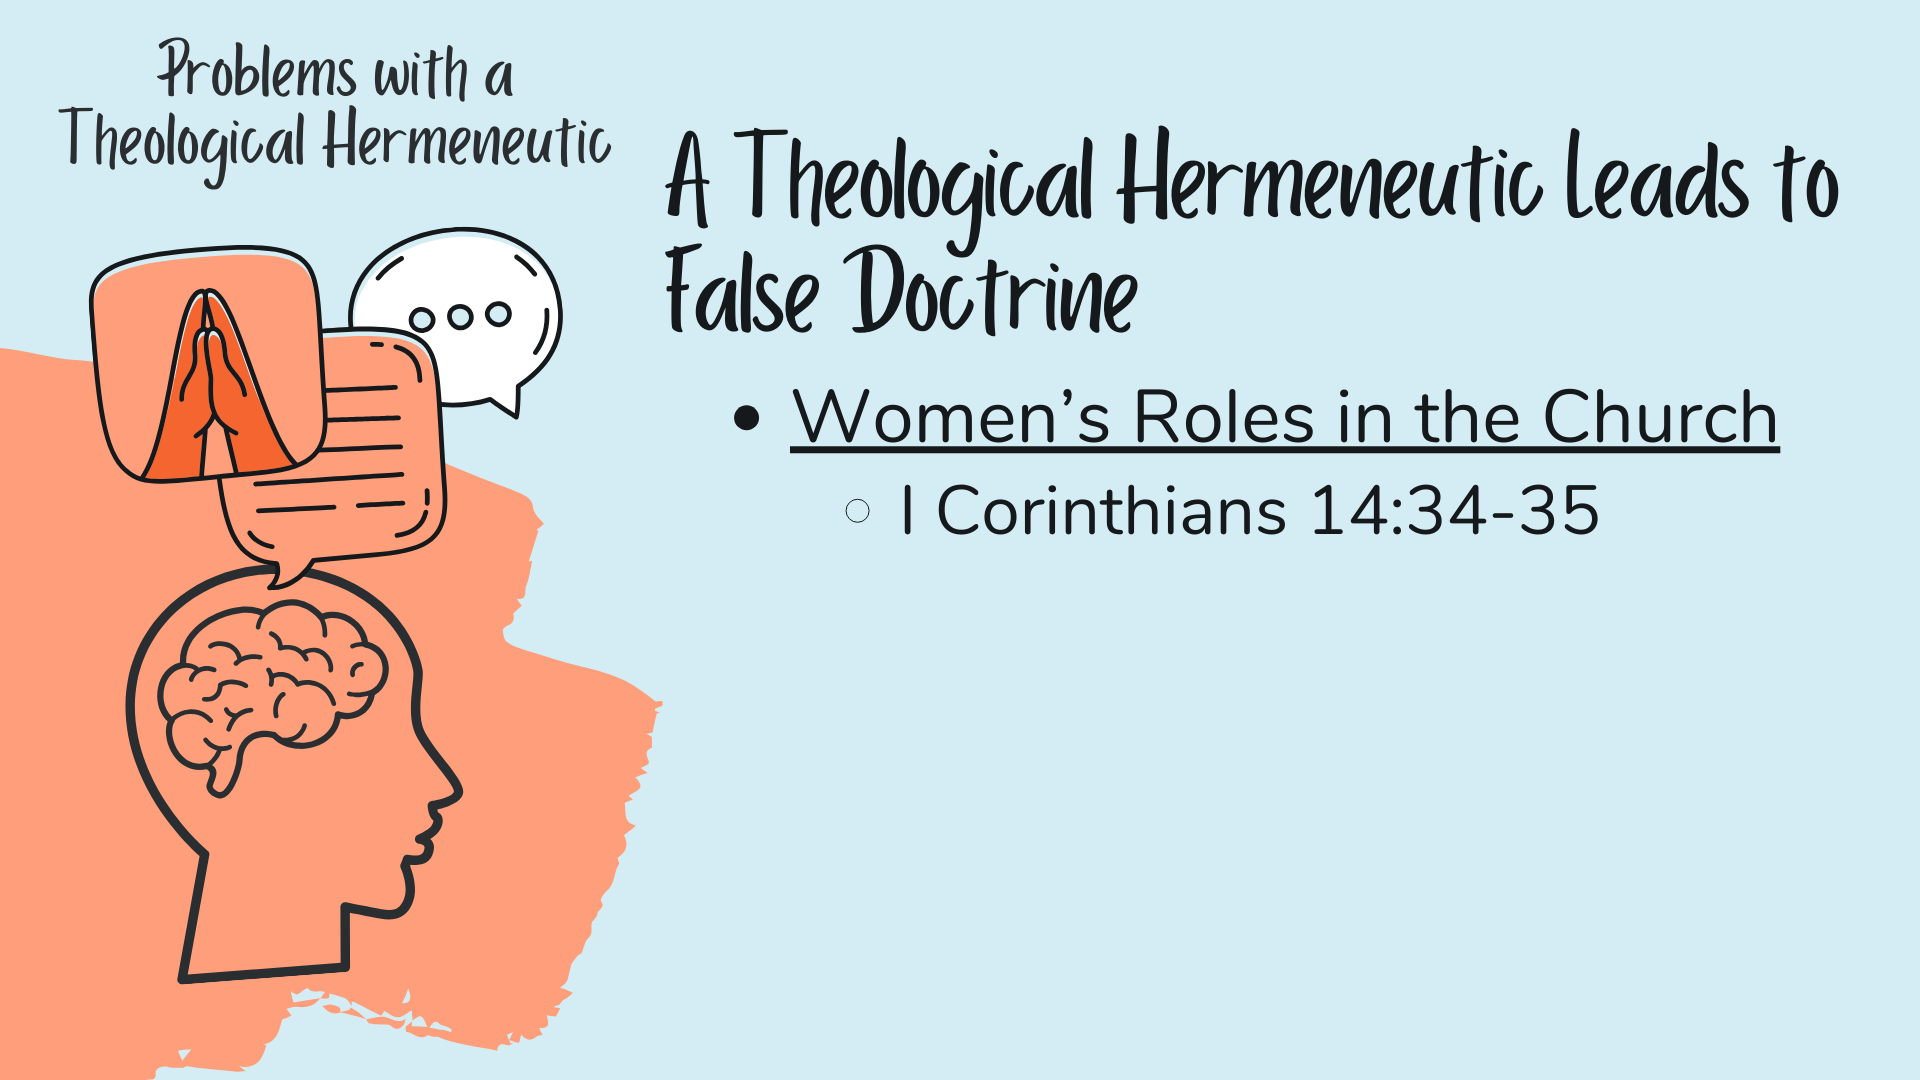 Problems with a
Theological Hermeneutic
A Theological Hermeneutic Leads to
False Doctrine
• Women’s Roles in the Church
○ I Corinthians 14:34-35